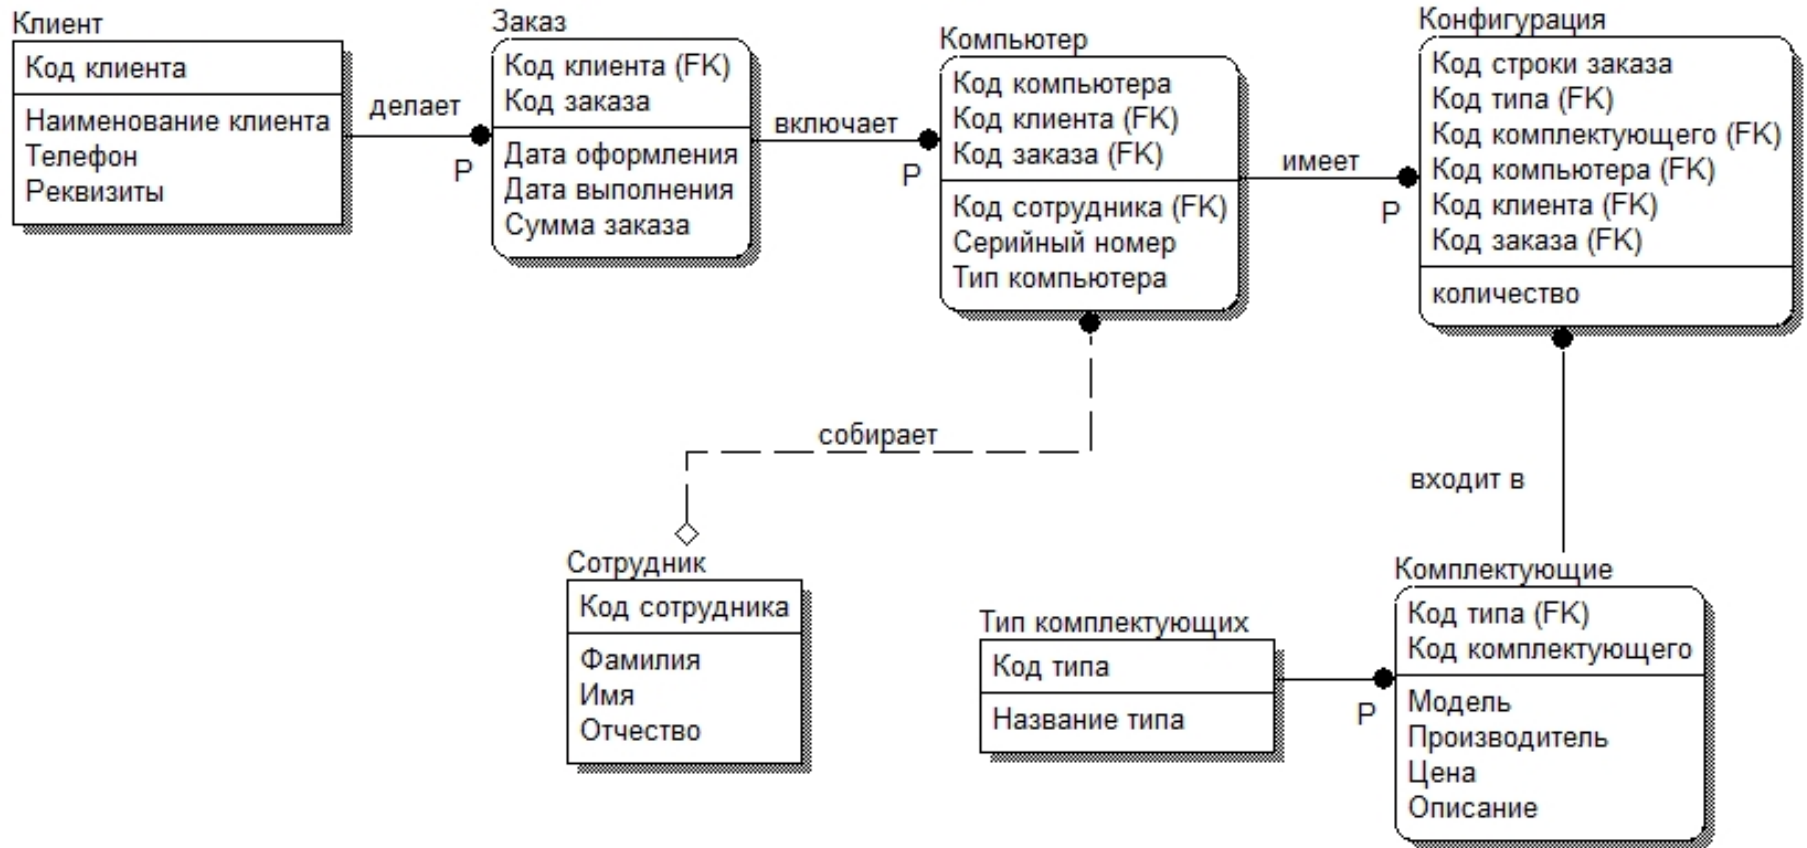 Клиент
Код клиента
Наименование клиента
Телефон
Реквизиты
делает
P
Заказ
Код клиента (FK)
Код заказа
Дата оформления
Дата выполнения
Сумма заказа
включает
P
Компьютер
Код компьютера
Код клиента (FK)
Код заказа (FK)
Код сотрудника (FK)
Серийный номер
Тип компьютера
имеет
P
Конфигурация
Код строки заказа
Код типа (FK)
Код комплектующего (FK)
Код компьютера (FK)
Код клиента (FK)
Код заказа (FK)
количество
собирает
входит в
Сотрудник
Код сотрудника
Фамилия
Имя
Отчество
Тип комплектующих
Код типа
Название типа
P
Комплектующие
Код типа (FK)
Код комплектующего
Модель
Производитель
Цена
Описание